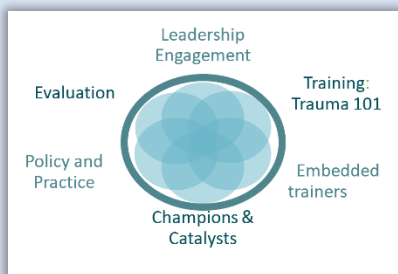 Leadership
Engagement
Training:
Trauma 101
Embedded
trainers
Champions &
Catalysts
Policy and
Practice
Evaluation